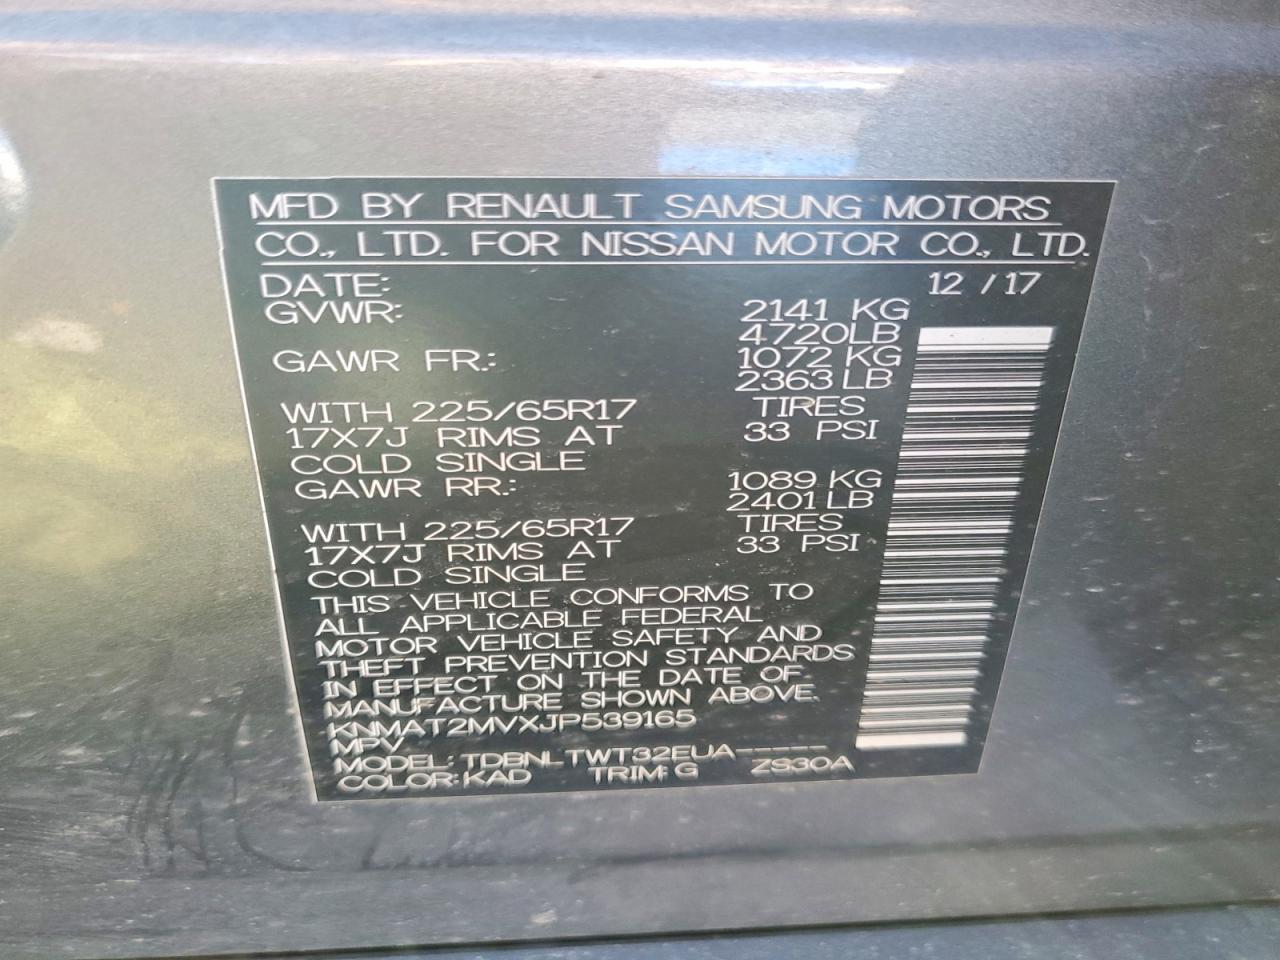 MFD BY RENAULT SAMSUNG MOTORS
CO., LTD. FOR NISSAN MOTOR CO., LTD.
DATE: 12 / 17
GVWR: 2141 KG
4720LB
GAWR FR.: 1072 KG
2363 LB
WITH 225/65R17 TIRES
17X7J RIMS AT 33 PSI
COLD SINGLE
GAWR RR.: 1089 KG
2401 LB
WITH 225/65R17 TIRES
17X7J RIMS AT 33 PSI
COLD SINGLE
THIS VEHICLE CONFORMS TO
ALL APPLICABLE FEDERAL
MOTOR VEHICLE SAFETY AND
THEFT PREVENTION STANDARDS
IN EFFECT ON THE DATE OF
MANUFACTURE SHOWN ABOVE.
KNMAT2MVXJP539165
MPV
MODEL: TDBNLTWT32EUA-----
COLOR: KAD TRIM: G ZS30A